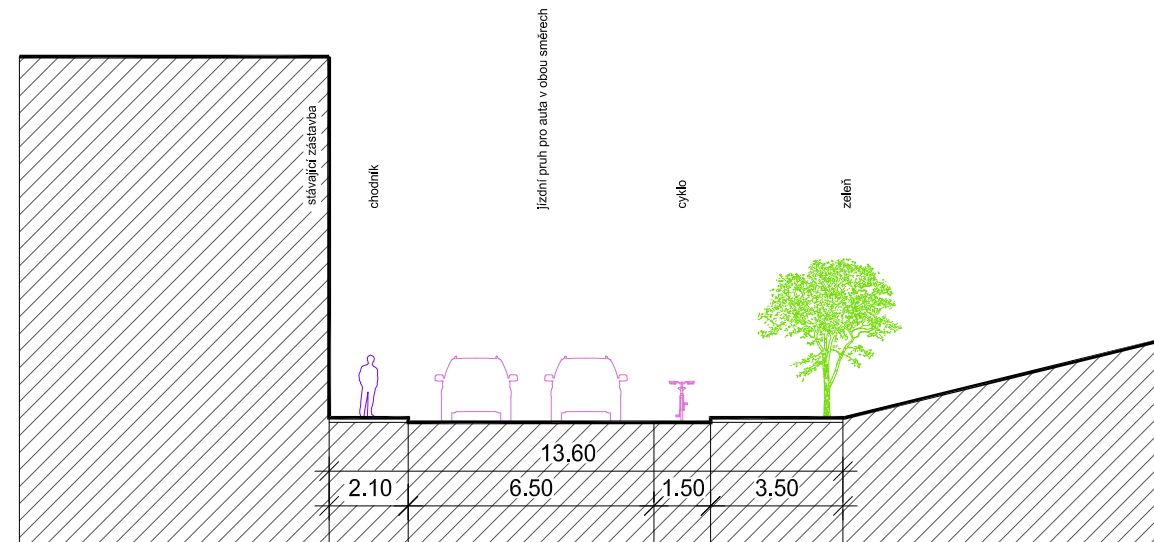 stávající zástavba
chodník
jízdní pruh pro auta v obou směrech
cyklo
zeleň
13.60
2.10
6.50
1.50
3.50